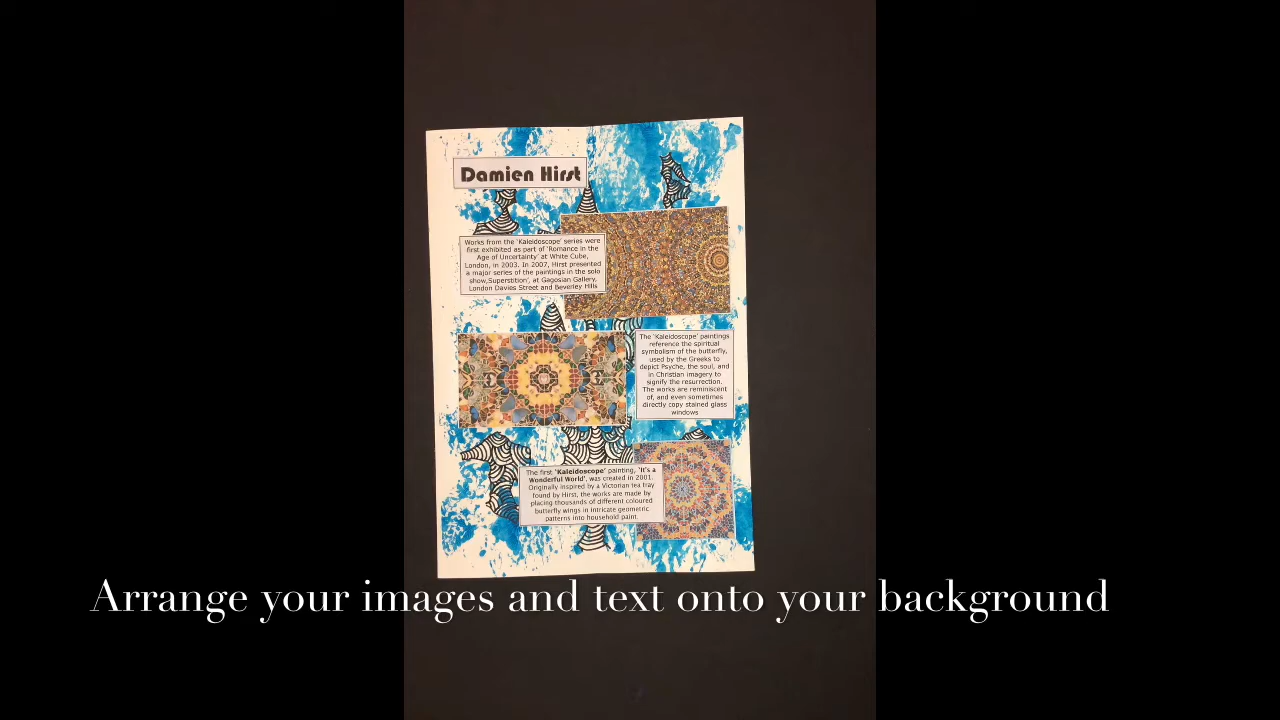 Damien Hirst
Works from the 'Kaleidoscope' series were
first exhibited as part of 'Romance in the
Age of Uncertainty' at White Cube,
London, in 2003. In 2007, Hirst presented
a major series of the paintings in the solo
show,Superstition', at Gagosian Gallery,
London Davies Street and Beverley Hills
The 'Kaleidoscope' paintings
reference the spiritual
symbolism of the butterfly,
used by the Greeks to
depict Psyche, the soul, and
in Christian imagery to
signify the resurrection.
The works are reminiscent
of, and even sometimes
directly copy stained glass
windows
The first 'Kaleidoscope' painting, 'It's a
Wonderful World', was created in 2001.
Originally inspired by a Victorian tea tray
found by Hirst, the works are made by
placing thousands of different coloured
butterfly wings in intricate geometric
patterns into household paint.
Arrange your images and text onto your background